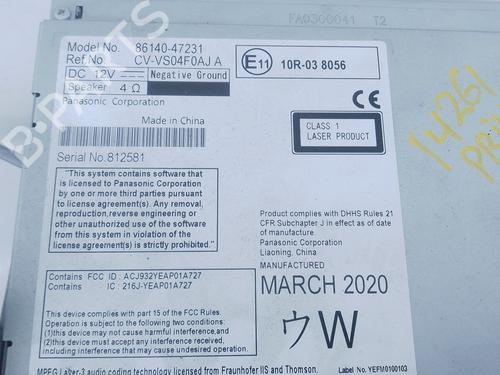 FA0300041 T2
Model No. 86140-47231
Ref No CV-VS04F0AJ A
DC 12V Negative Ground
Speaker 4 Ω
Panasonic Corporation
Made in China
Serial No.812581
E11 10R-03 8056
CE
CLASS 1
LASER PRODUCT
"This system contains software that
is licensed to Panasonic Corporation
by one or more third parties pursuant
to license agreement(s). Any removal,
reproduction,reverse engineering or
other unauthorized use of the software
from this system in violation of the
license agreement(s) is strictly prohibited."
Product complies with DHHS Rules 21
CFR Subchapter J in effect as of date
of manufacture.
Panasonic Corporation
Liaoning, China
MANUFACTURED
MARCH 2020
ウW
Contains FCC ID : ACJ932YEAP01A727
Contains IC : 216J-YEAP01A727
This device complies with part 15 of the FCC Rules.
Operation is subject to the following two conditions:
(1)this device may not cause harmful interference,and
(2)this device must accept any interference received,
including interference that may cause undesired operation.
MPEG Layer-3 audio coding technology licensed from Fraunhofer IIS and Thomson.
Label No. YEFM0100103
14261
B-PARTS